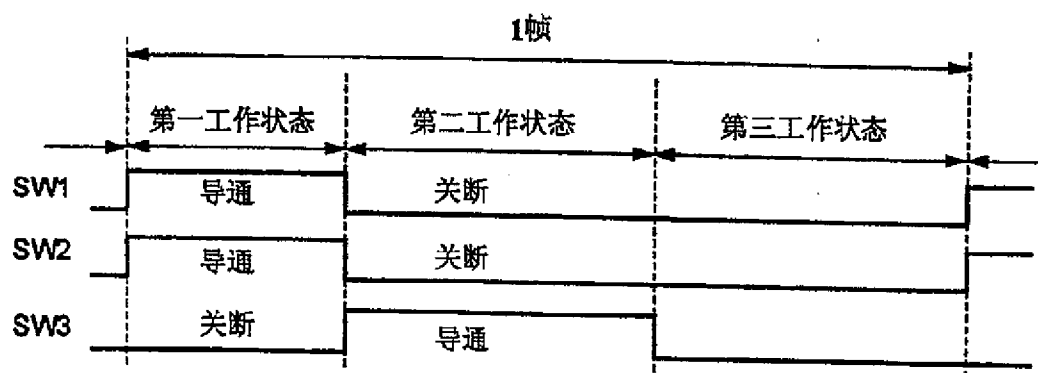 1帧
第一工作状态 第二工作状态 第三工作状态
SW1 导通 关断
SW2 导通 关断
SW3 关断 导通